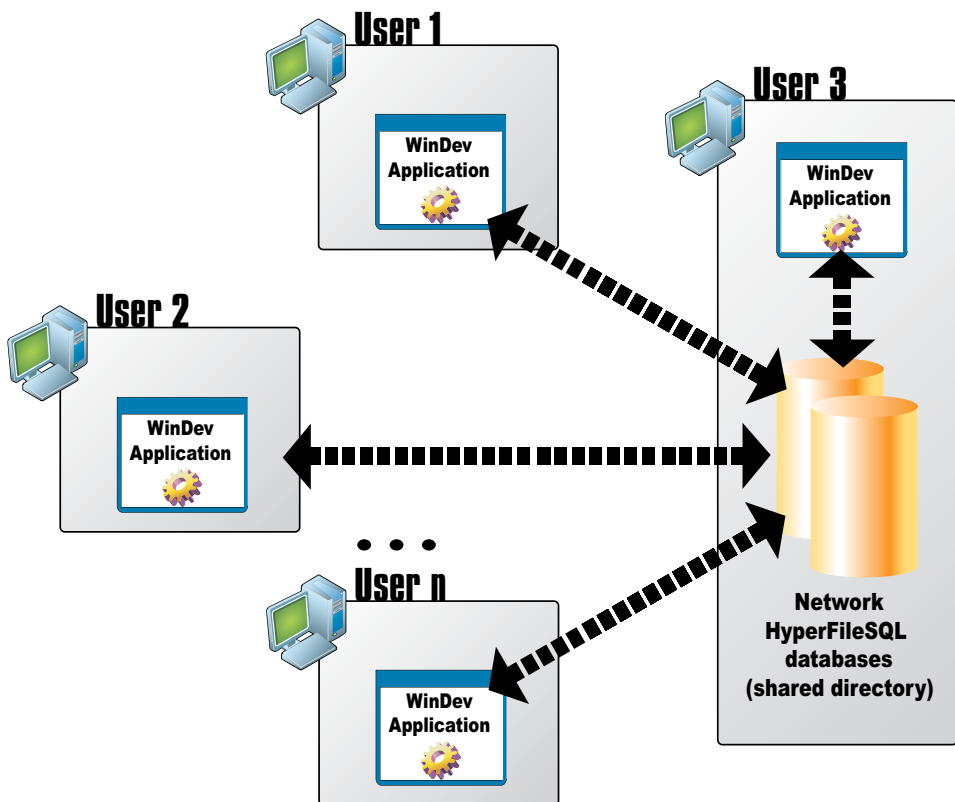 User 1
WinDev
Application
User 3
WinDev
Application
User 2
WinDev
Application
• • •
User n
WinDev
Application
Network
HyperFileSQL
databases
(shared directory)